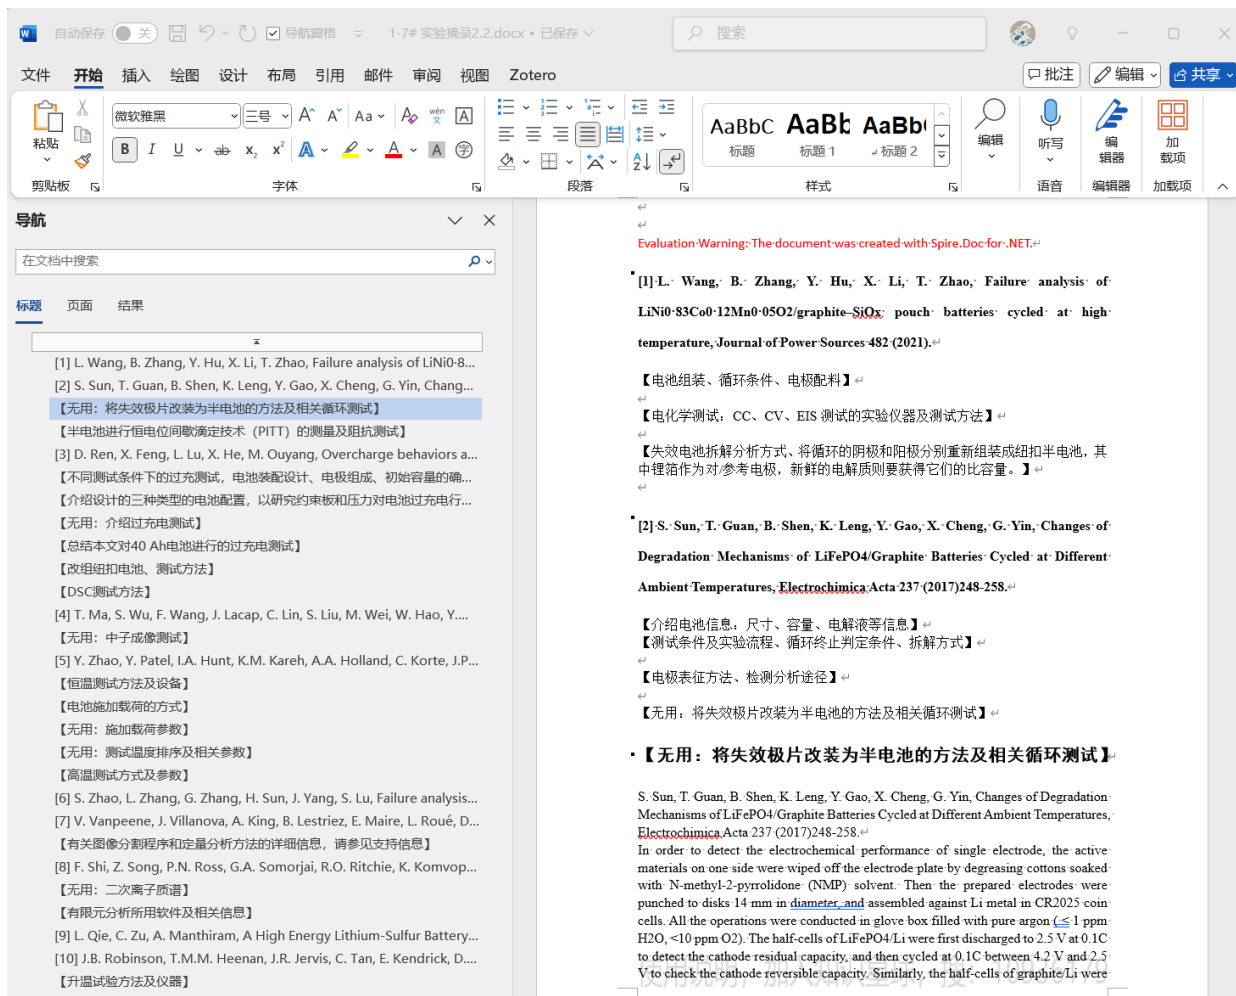 自动保存 关 导航窗格 1-7# 实验摘录2.2.docx • 已保存 搜索
文件 开始 插入 绘图 设计 布局 引用 邮件 审阅 视图 Zotero 批注 编辑 共享
粘贴 微软雅黑 三号 Aa wén 文 A
B I U ab x2 x2 A A A 字
AaBbC AaBb AaBb(
标题 标题 1 标题 2
编辑 听写 编辑器 加载项
剪贴板 字体 段落 样式 语音 编辑器 加载项
导航
在文档中搜索
标题 页面 结果
[1] L. Wang, B. Zhang, Y. Hu, X. Li, T. Zhao, Failure analysis of LiNi0·8...
[2] S. Sun, T. Guan, B. Shen, K. Leng, Y. Gao, X. Cheng, G. Yin, Chang...
【无用：将失效极片改装为半电池的方法及相关循环测试】
【半电池进行恒电位间歇滴定技术（PITT）的测量及阻抗测试】
[3] D. Ren, X. Feng, L. Lu, X. He, M. Ouyang, Overcharge behaviors a...
【不同测试条件下的过充测试，电池装配设计、电极组成、初始容量的确...
【介绍设计的三种类型的电池配置，以研究约束板和压力对电池过充电行...
【无用：介绍过充电测试】
【总结本文对40 Ah电池进行的过充电测试】
【改组纽扣电池、测试方法】
【DSC测试方法】
[4] T. Ma, S. Wu, F. Wang, J. Lacap, C. Lin, S. Liu, M. Wei, W. Hao, Y....
【无用：中子成像测试】
[5] Y. Zhao, Y. Patel, I.A. Hunt, K.M. Kareh, A.A. Holland, C. Korte, J.P...
【恒温测试方法及设备】
【电池施加载荷的方式】
【无用：施加载荷参数】
【无用：测试温度排序及相关参数】
【高温测试方式及参数】
[6] S. Zhao, L. Zhang, G. Zhang, H. Sun, J. Yang, S. Lu, Failure analysis...
[7] V. Vanpeene, J. Villanova, A. King, B. Lestriez, E. Maire, L. Roué, D...
【有关图像分割程序和定量分析方法的详细信息，请参见支持信息】
[8] F. Shi, Z. Song, P.N. Ross, G.A. Somorjai, R.O. Ritchie, K. Komvop...
【无用：二次离子质谱】
【有限元分析所用软件及相关信息】
[9] L. Qie, C. Zu, A. Manthiram, A High Energy Lithium-Sulfur Battery...
[10] J.B. Robinson, T.M.M. Heenan, J.R. Jervis, C. Tan, E. Kendrick, D....
【升温试验方法及仪器】
Evaluation Warning: The document was created with Spire.Doc for .NET.
[1] L. Wang, B. Zhang, Y. Hu, X. Li, T. Zhao, Failure analysis of
LiNi0·83Co0·12Mn0·05O2/graphite–SiOx pouch batteries cycled at high
temperature, Journal of Power Sources 482 (2021).
【电池组装、循环条件、电极配料】
【电化学测试：CC、CV、EIS 测试的实验仪器及测试方法】
【失效电池拆解分析方式、将循环的阴极和阳极分别重新组装成纽扣半电池，其
中锂箔作为对/参考电极，新鲜的电解质则要获得它们的比容量。】
[2] S. Sun, T. Guan, B. Shen, K. Leng, Y. Gao, X. Cheng, G. Yin, Changes of
Degradation Mechanisms of LiFePO4/Graphite Batteries Cycled at Different
Ambient Temperatures, Electrochimica Acta 237 (2017)248-258.
【介绍电池信息：尺寸、容量、电解液等信息】
【测试条件及实验流程、循环终止判定条件、拆解方式】
【电极表征方法、检测分析途径】
【无用：将失效极片改装为半电池的方法及相关循环测试】
【无用：将失效极片改装为半电池的方法及相关循环测试】
S. Sun, T. Guan, B. Shen, K. Leng, Y. Gao, X. Cheng, G. Yin, Changes of Degradation
Mechanisms of LiFePO4/Graphite Batteries Cycled at Different Ambient Temperatures,
Electrochimica Acta 237 (2017)248-258.
In order to detect the electrochemical performance of single electrode, the active
materials on one side were wiped off the electrode plate by degreasing cottons soaked
with N-methyl-2-pyrrolidone (NMP) solvent. Then the prepared electrodes were
punched to disks 14 mm in diameter, and assembled against Li metal in CR2025 coin
cells. All the operations were conducted in glove box filled with pure argon ( ≤ 1 ppm
H2O, <10 ppm O2). The half-cells of LiFePO4/Li were first discharged to 2.5 V at 0.1C
to detect the cathode residual capacity, and then cycled at 0.1C between 4.2 V and 2.5
V to check the cathode reversible capacity. Similarly, the half-cells of graphite/Li were
使用说明，加入知识星球，搜：10936179